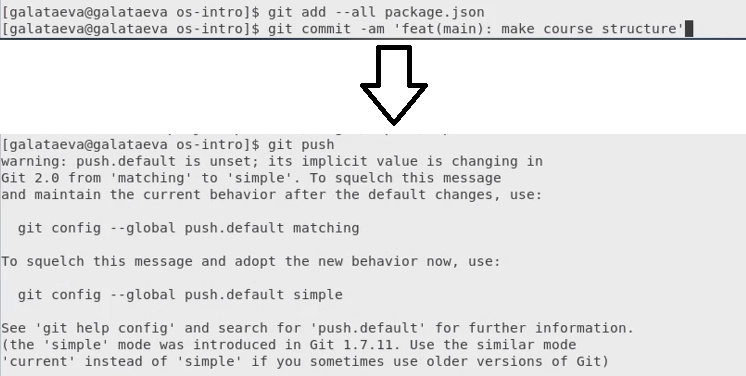 [galataeva@galataeva os-intro]$ git add --all package.json
[galataeva@galataeva os-intro]$ git commit -am 'feat(main): make course structure'
[galataeva@galataeva os-intro]$ git push
warning: push.default is unset; its implicit value is changing in
Git 2.0 from 'matching' to 'simple'. To squelch this message
and maintain the current behavior after the default changes, use:
git config --global push.default matching
To squelch this message and adopt the new behavior now, use:
git config --global push.default simple
See 'git help config' and search for 'push.default' for further information.
(the 'simple' mode was introduced in Git 1.7.11. Use the similar mode
'current' instead of 'simple' if you sometimes use older versions of Git)